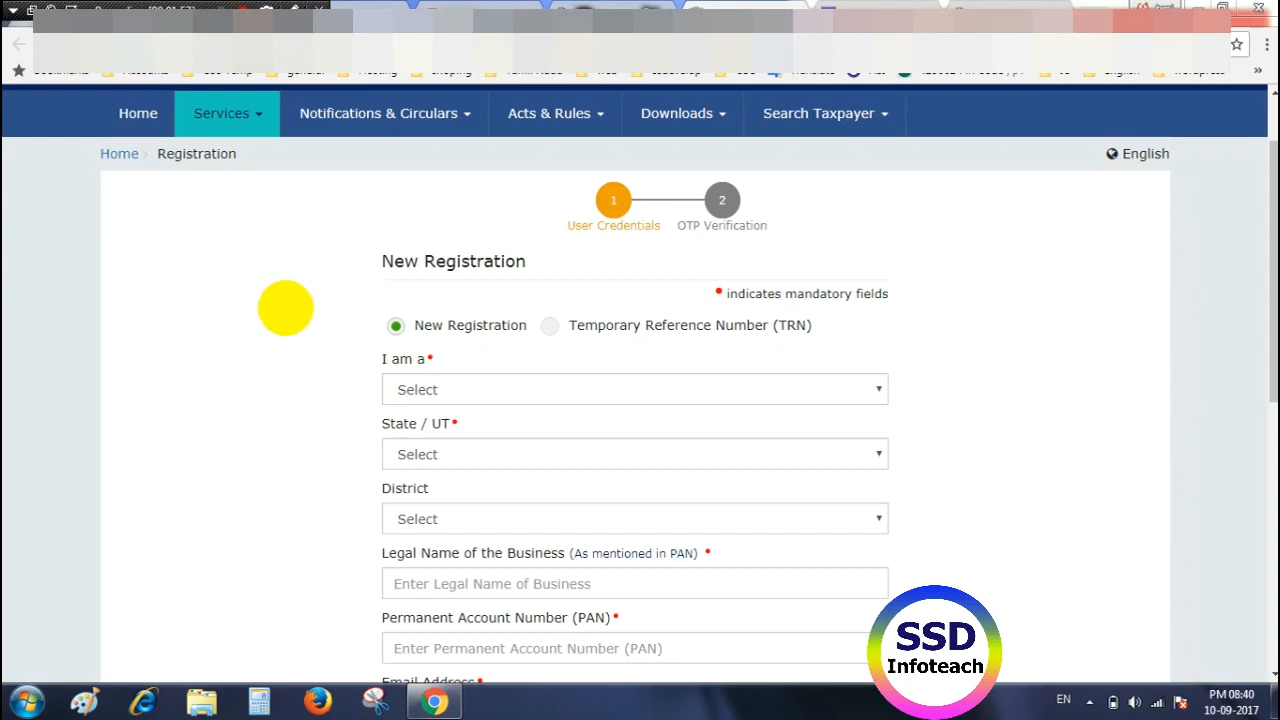 Home Services Notifications & Circulars Acts & Rules Downloads Search Taxpayer
Home › Registration English
1 2
User Credentials OTP Verification
New Registration
• indicates mandatory fields
New Registration Temporary Reference Number (TRN)
I am a•
Select
State / UT•
Select
District
Select
Legal Name of the Business (As mentioned in PAN) •
Enter Legal Name of Business
Permanent Account Number (PAN)•
Enter Permanent Account Number (PAN)
Email Address•
SSD
Infoteach
EN PM 08:40
10-09-2017